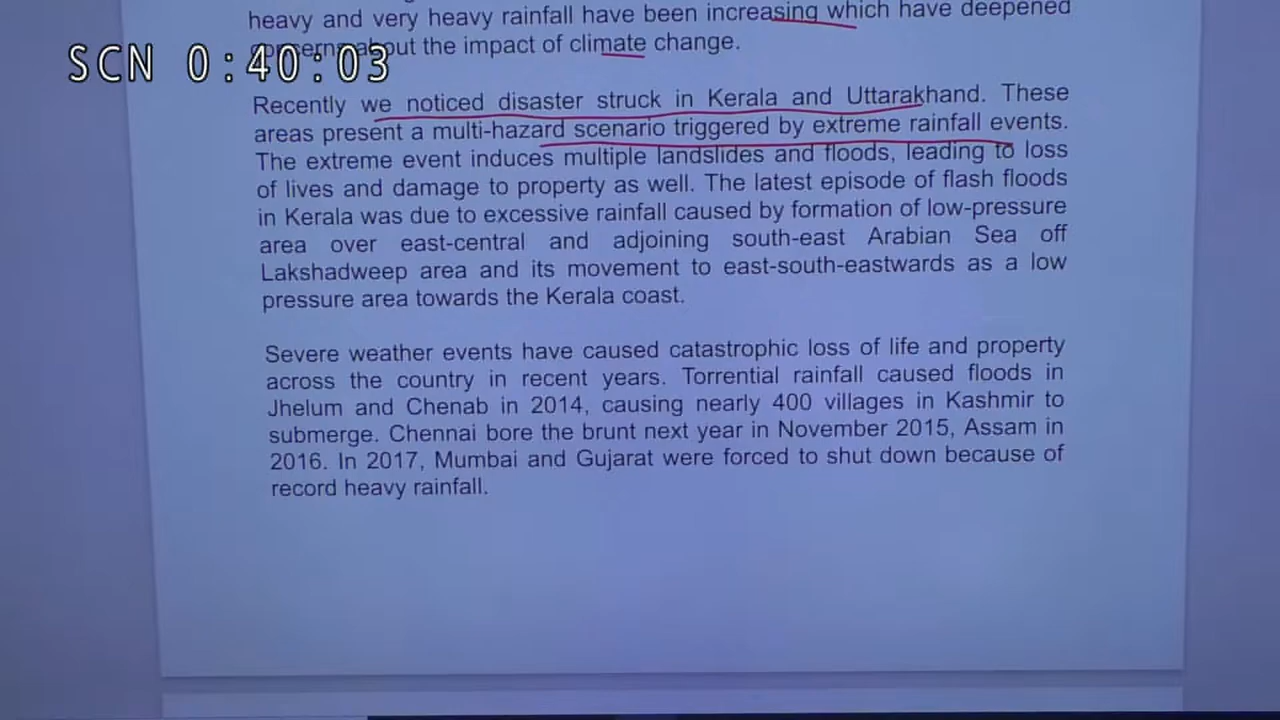 heavy and very heavy rainfall have been increasing which have deepened
concerns about the impact of climate change.
SCN 0:40:03
Recently we noticed disaster struck in Kerala and Uttarakhand. These
areas present a multi-hazard scenario triggered by extreme rainfall events.
The extreme event induces multiple landslides and floods, leading to loss
of lives and damage to property as well. The latest episode of flash floods
in Kerala was due to excessive rainfall caused by formation of low-pressure
area over east-central and adjoining south-east Arabian Sea off
Lakshadweep area and its movement to east-south-eastwards as a low
pressure area towards the Kerala coast.
Severe weather events have caused catastrophic loss of life and property
across the country in recent years. Torrential rainfall caused floods in
Jhelum and Chenab in 2014, causing nearly 400 villages in Kashmir to
submerge. Chennai bore the brunt next year in November 2015, Assam in
2016. In 2017, Mumbai and Gujarat were forced to shut down because of
record heavy rainfall.